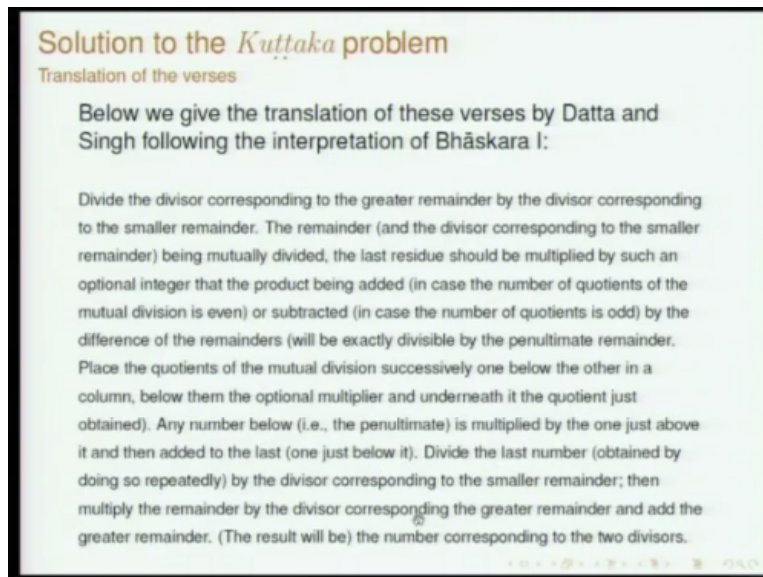 Solution to the Kuṭṭaka problem
Translation of the verses
Below we give the translation of these verses by Datta and
Singh following the interpretation of Bhāskara I:
Divide the divisor corresponding to the greater remainder by the divisor corresponding
to the smaller remainder. The remainder (and the divisor corresponding to the smaller
remainder) being mutually divided, the last residue should be multiplied by such an
optional integer that the product being added (in case the number of quotients of the
mutual division is even) or subtracted (in case the number of quotients is odd) by the
difference of the remainders (will be exactly divisible by the penultimate remainder.
Place the quotients of the mutual division successively one below the other in a
column, below them the optional multiplier and underneath it the quotient just
obtained). Any number below (i.e., the penultimate) is multiplied by the one just above
it and then added to the last (one just below it). Divide the last number (obtained by
doing so repeatedly) by the divisor corresponding to the smaller remainder; then
multiply the remainder by the divisor corresponding the greater remainder and add the
greater remainder. (The result will be) the number corresponding to the two divisors.